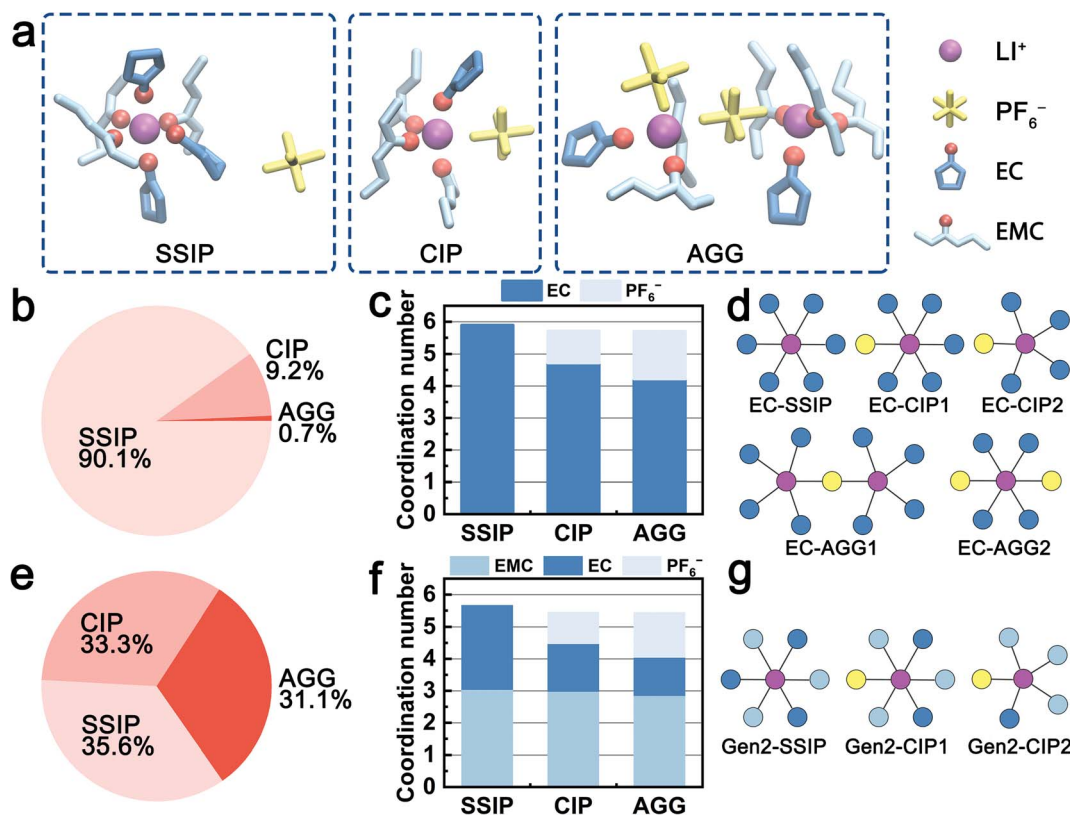 a
SSIP
CIP
AGG
LI⁺
PF₆⁻
EC
EMC
b
CIP
9.2%
AGG
0.7%
SSIP
90.1%
c
EC PF₆⁻
Coordination number
6
5
4
3
2
1
0
SSIP CIP AGG
d
EC-SSIP EC-CIP1 EC-CIP2
EC-AGG1 EC-AGG2
e
CIP
33.3%
AGG
31.1%
SSIP
35.6%
f
EMC EC PF₆⁻
Coordination number
6
5
4
3
2
1
0
SSIP CIP AGG
g
Gen2-SSIP Gen2-CIP1 Gen2-CIP2